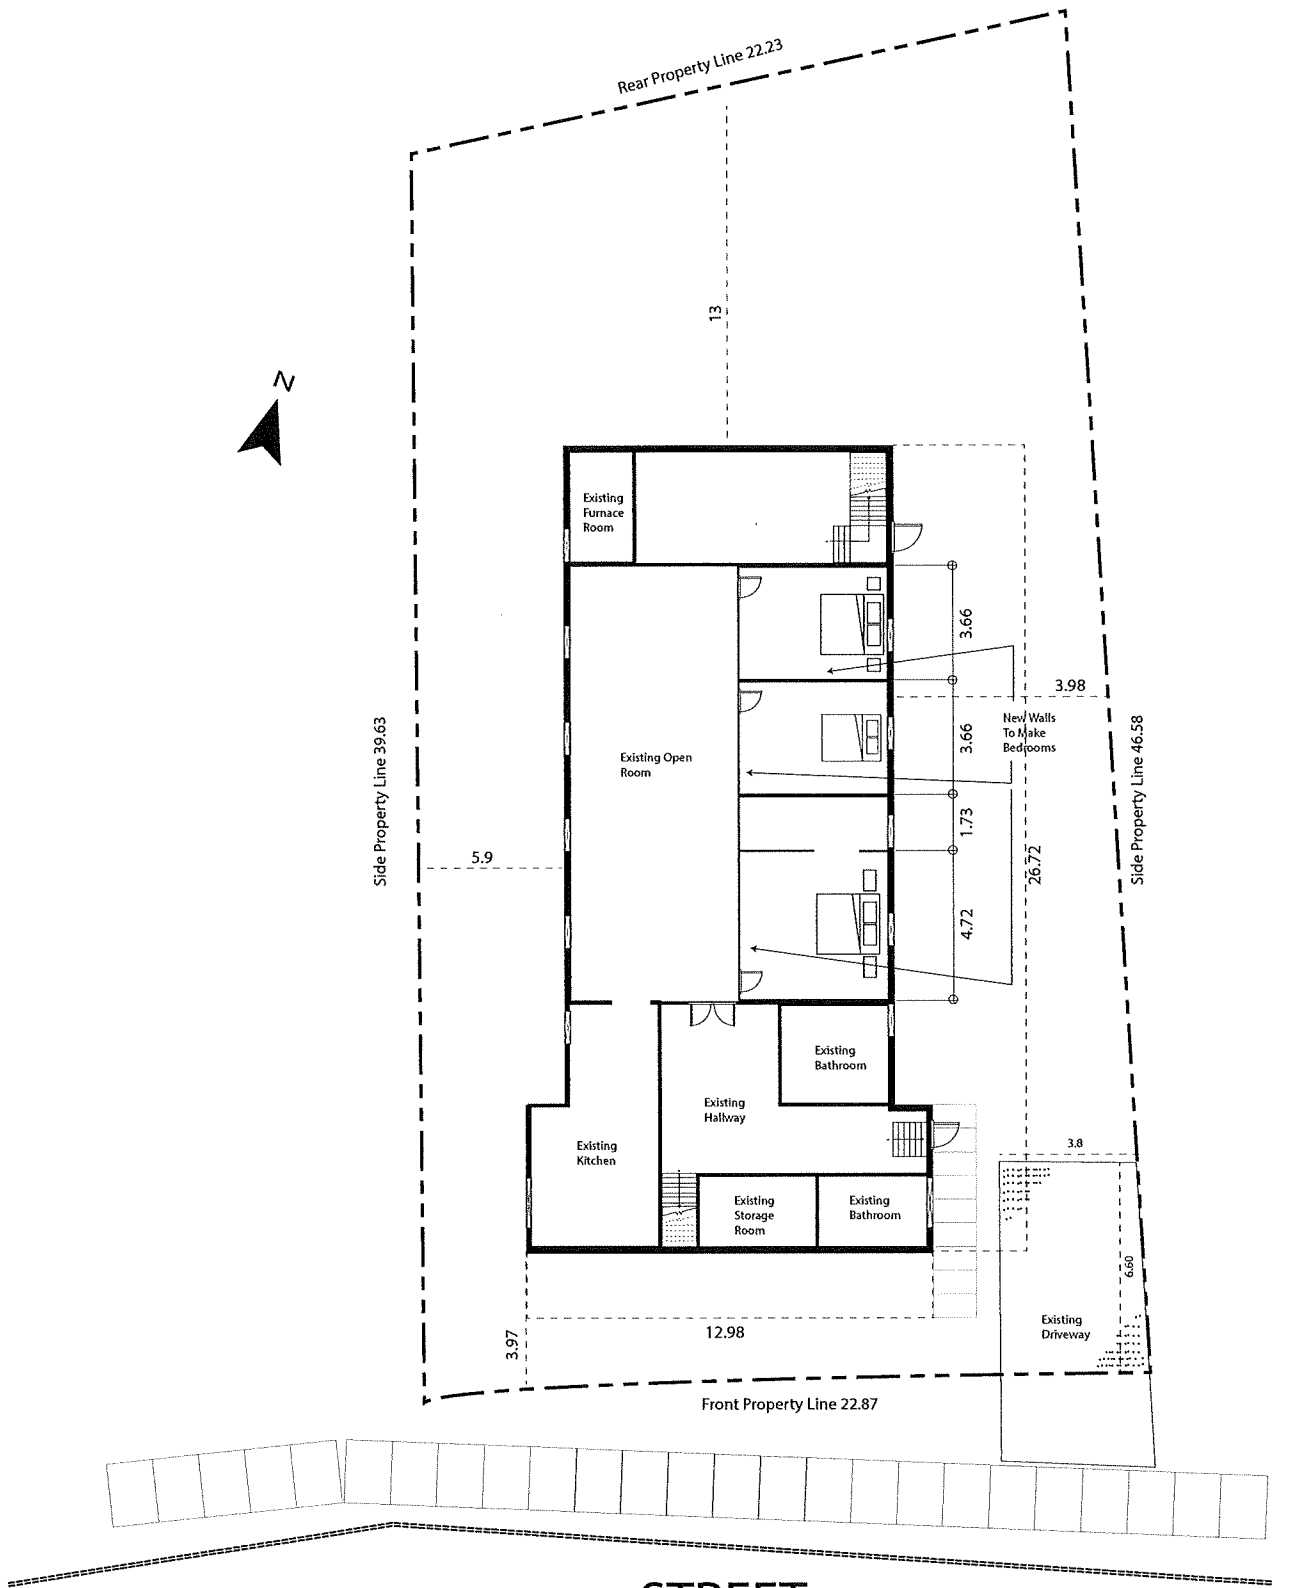 Rear Property Line 22.23
13
N
Existing
Furnace
Room
3.66
3.98
New Walls
To Make
Bedrooms
3.66
Side Property Line 39.63
Side Property Line 46.58
Existing Open
Room
1.73
5.9
26.72
4.72
Existing
Bathroom
Existing
Hallway
Existing
Kitchen
3.8
Existing
Storage
Room
Existing
Bathroom
6.60
Existing
Driveway
12.98
3.97
Front Property Line 22.87
STREET